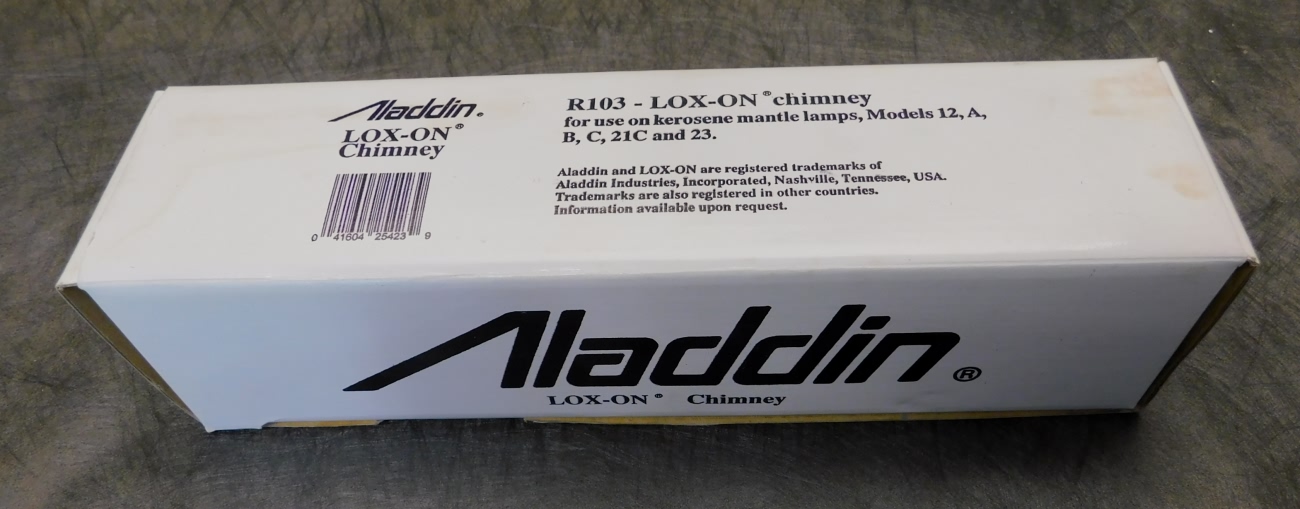 Aladdin®
LOX-ON®
Chimney
0 41604 25423 9
R103 - LOX-ON® chimney
for use on kerosene mantle lamps, Models 12, A,
B, C, 21C and 23.
Aladdin and LOX-ON are registered trademarks of
Aladdin Industries, Incorporated, Nashville, Tennessee, USA.
Trademarks are also registered in other countries.
Information available upon request.
Aladdin®
LOX-ON® Chimney